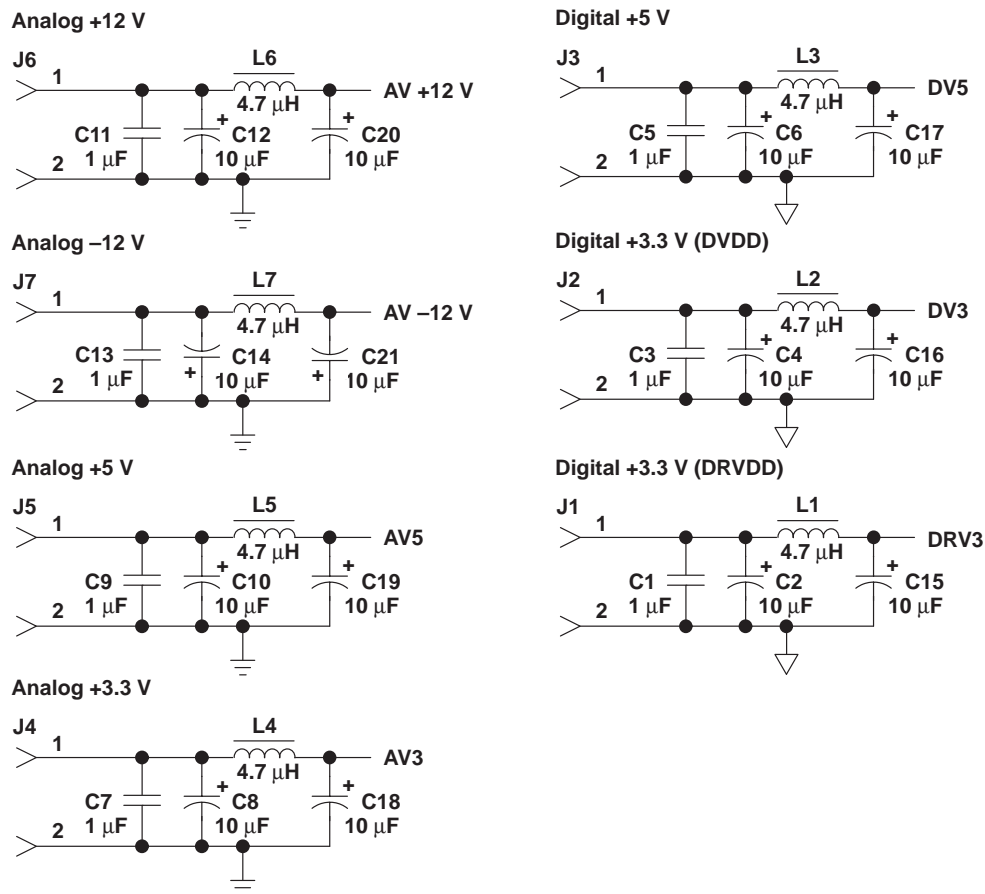 Analog +12 V
J6
1
L6
4.7 μH
AV +12 V
C11
1 μF
+
C12
10 μF
+
C20
10 μF
2
Analog –12 V
J7
1
L7
4.7 μH
AV –12 V
C13
1 μF
+
C14
10 μF
+
C21
10 μF
2
Analog +5 V
J5
1
L5
4.7 μH
AV5
C9
1 μF
+
C10
10 μF
+
C19
10 μF
2
Analog +3.3 V
J4
1
L4
4.7 μH
AV3
C7
1 μF
+
C8
10 μF
+
C18
10 μF
2
Digital +5 V
J3
1
L3
4.7 μH
DV5
C5
1 μF
+
C6
10 μF
+
C17
10 μF
2
Digital +3.3 V (DVDD)
J2
1
L2
4.7 μH
DV3
C3
1 μF
+
C4
10 μF
+
C16
10 μF
2
Digital +3.3 V (DRVDD)
J1
1
L1
4.7 μH
DRV3
C1
1 μF
+
C2
10 μF
+
C15
10 μF
2